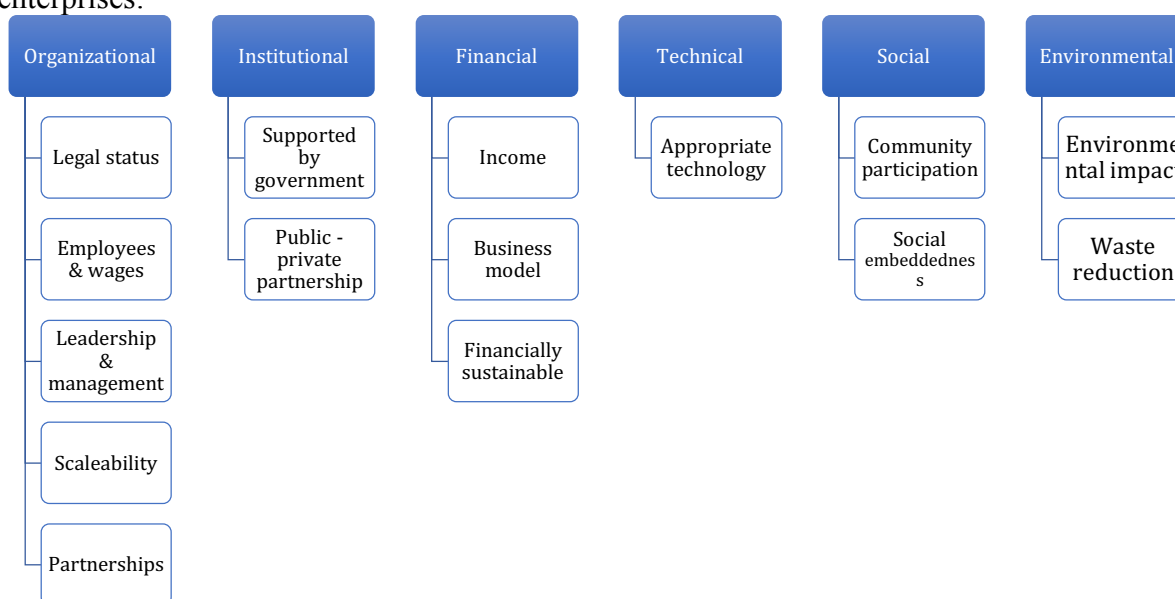 enterprises.
Organizational
Institutional
Financial
Technical
Social
Environmental
Legal status
Supported
by
government
Income
Appropriate
technology
Community
participation
Environme
ntal impac
Employees
& wages
Public -
private
partnership
Business
model
Social
embeddednes
s
Waste
reduction
Leadership
&
management
Financially
sustainable
Scaleability
Partnerships